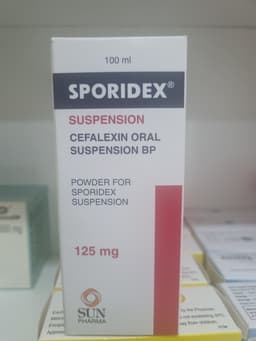 100 ml
SPORIDEX®
SUSPENSION
CEFALEXIN ORAL
SUSPENSION BP
POWDER FOR
SPORIDEX
SUSPENSION
125 mg
SUN
PHARMA